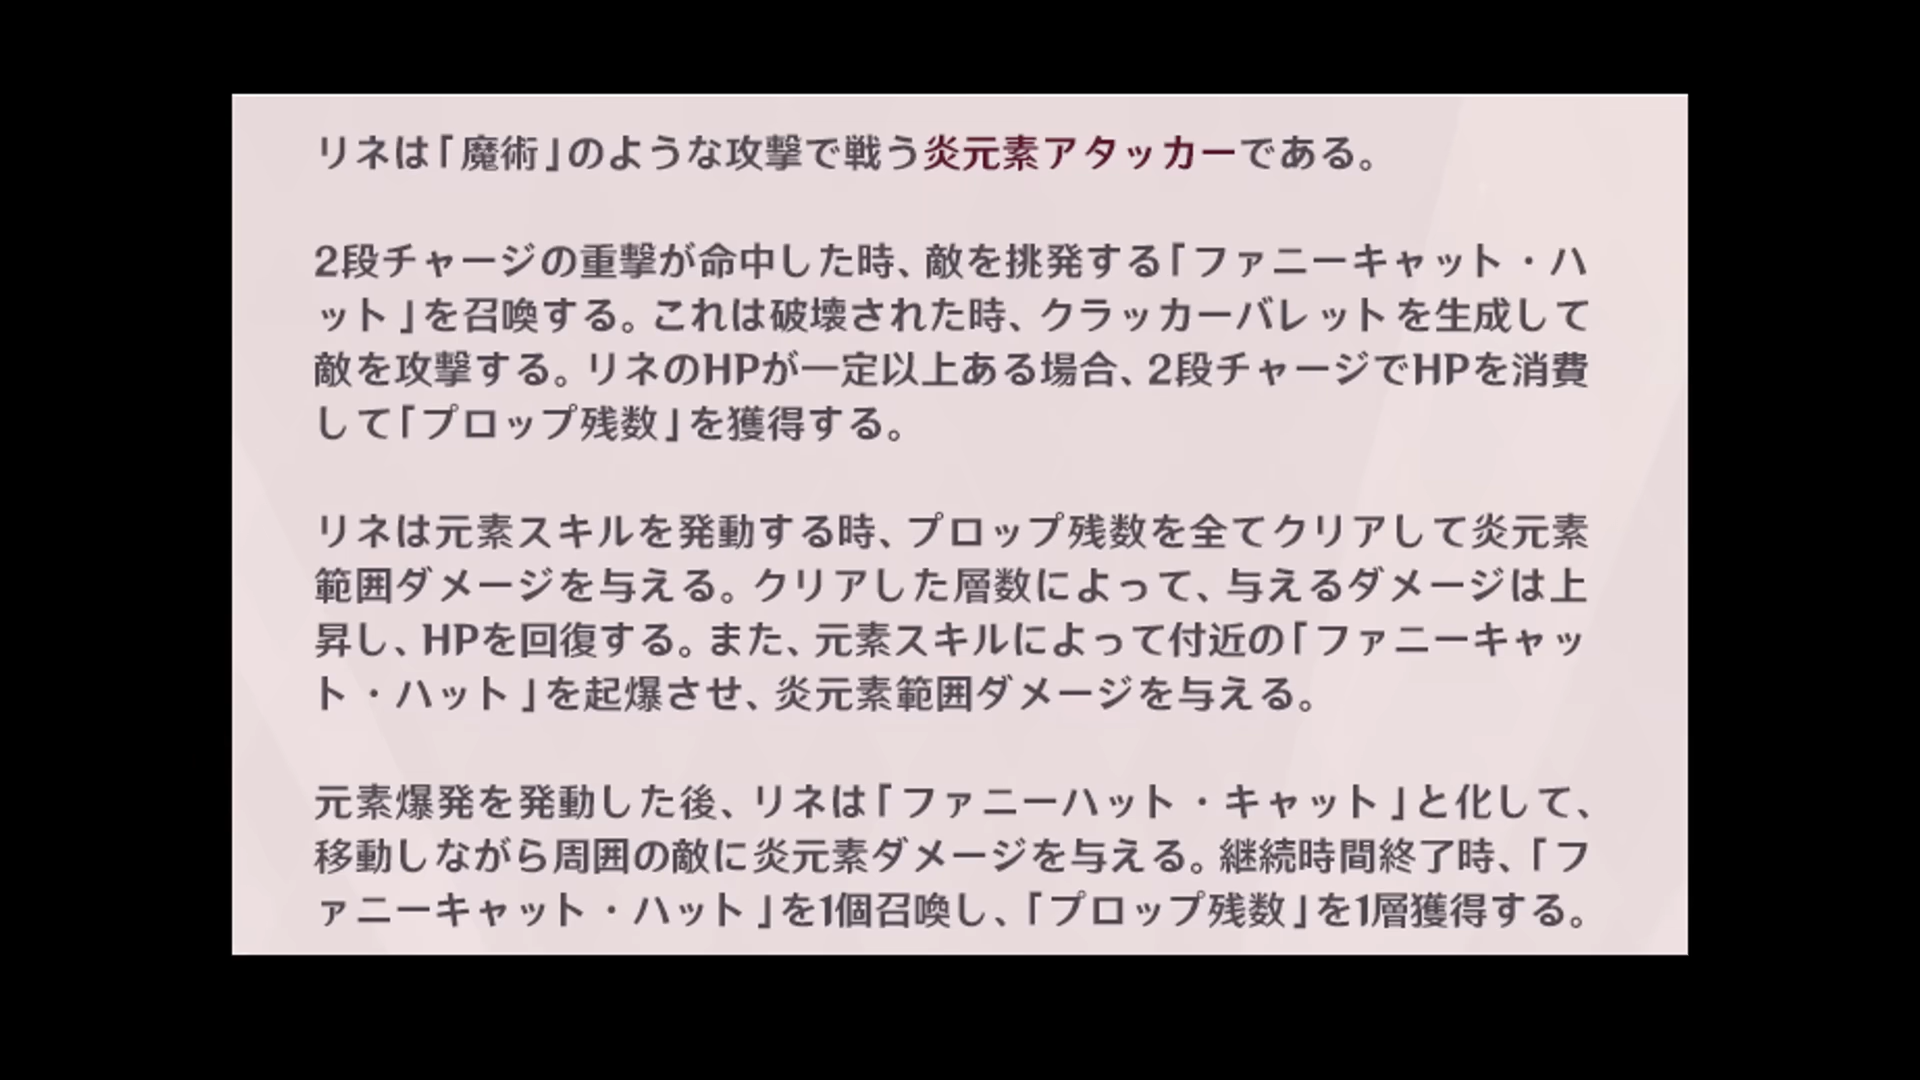 リネは「魔術」のような攻撃で戦う炎元素アタッカーである。
2段チャージの重撃が命中した時、敵を挑発する「ファニーキャット・ハ
ット」を召喚する。これは破壊された時、クラッカーバレットを生成して
敵を攻撃する。リネのHPが一定以上ある場合、2段チャージでHPを消費
して「プロップ残数」を獲得する。
リネは元素スキルを発動する時、プロップ残数を全てクリアして炎元素
範囲ダメージを与える。クリアした層数によって、与えるダメージは上
昇し、HPを回復する。また、元素スキルによって付近の「ファニーキャッ
ト・ハット」を起爆させ、炎元素範囲ダメージを与える。
元素爆発を発動した後、リネは「ファニーハット・キャット」と化して、
移動しながら周囲の敵に炎元素ダメージを与える。継続時間終了時、「フ
ァニーキャット・ハット」を1個召喚し、「プロップ残数」を1層獲得する。